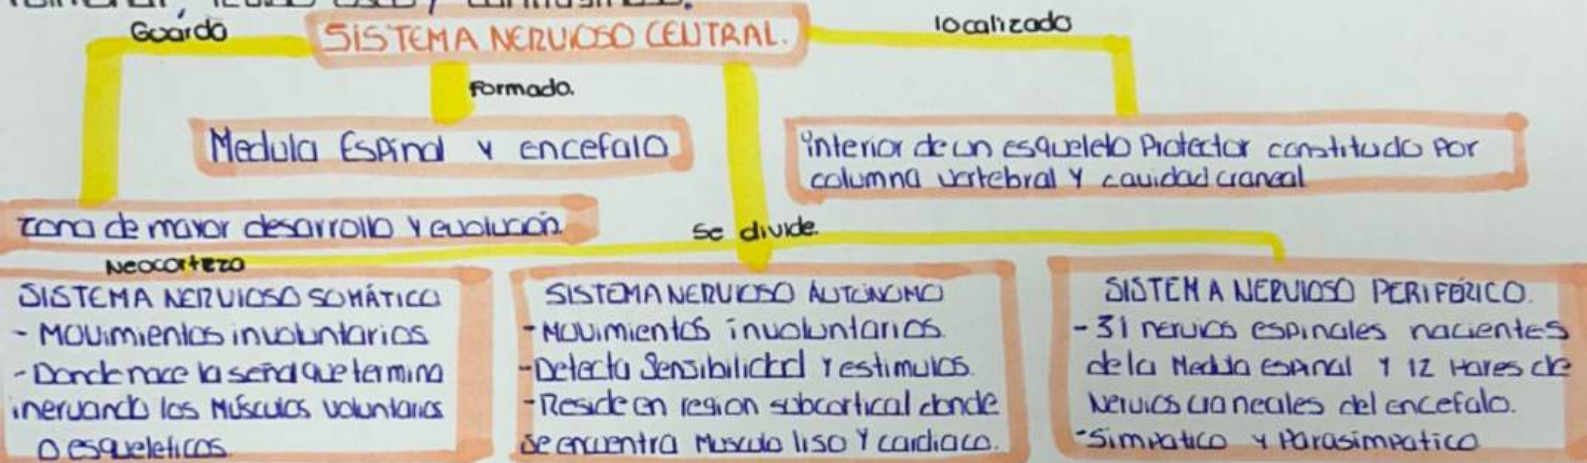 Guarda
SISTEMA NERVIOSO CENTRAL.
localizado
Formado.
Medula Espinal y encefalo
interior de un esqueleto Protector constitudo por
columna vertebral y cavidad craneal
zona de mayor desarrollo y evolución.
Se divide.
Neocorteza
SISTEMA NERVIOSO SOMÁTICO
- Movimientos involuntarios
- Donde nace la señal que termina
inervando los Músculos voluntarios
o esqueleticos.
SISTEMA NERVIOSO AUTÓNOMO
- Movimientos involuntarios.
- Detecta Sensibilidad y estimulos.
- Reside en region subcortical donde
se encuentra Musculo liso y cardiaco.
SISTEMA NERVIOSO PERIFÉRICO.
- 31 nervios espinales nacientes
de la Medula espinal y 12 Pares de
Nervios craneales del encefalo.
- Simpatico y Parasimpatico